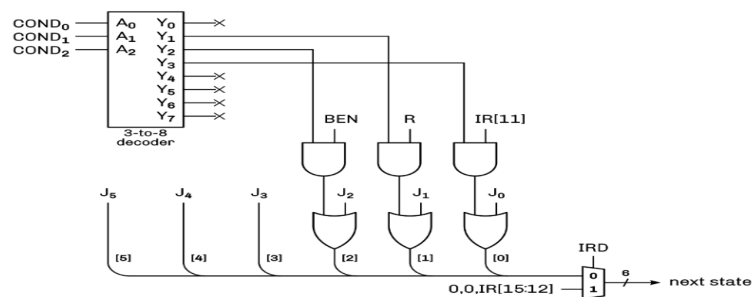 COND₀ A₀ Y₀
COND₁ A₁ Y₁
COND₂ A₂ Y₂
Y₃
Y₄
Y₅
Y₆
Y₇
3-to-8
decoder
BEN R IR[11]
J₅ J₄ J₃ J₂ J₁ J₀
[5] [4] [3] [2] [1] [0]
IRD
0
1
6
next state
0,0,IR[15:12]